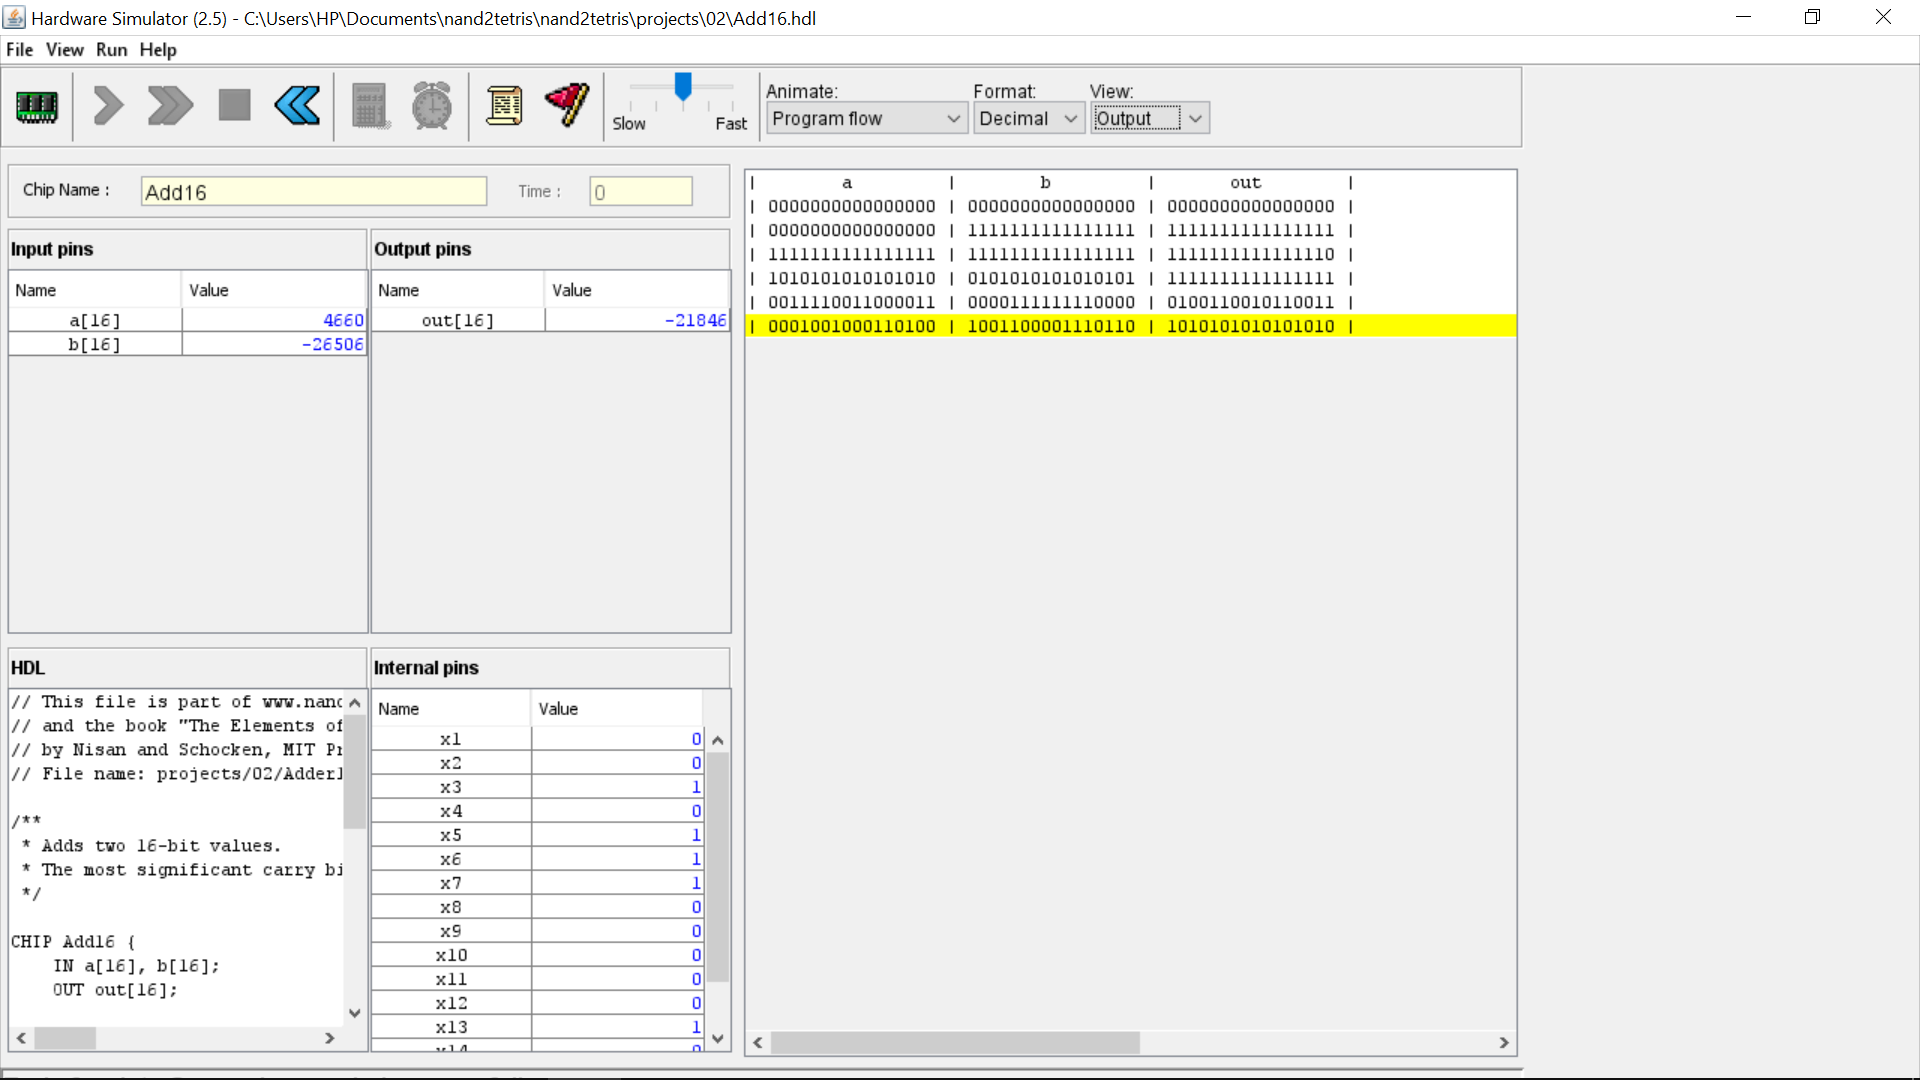 Hardware Simulator (2.5) - C:\Users\HP\Documents\nand2tetris\nand2tetris\projects\02\Add16.hdl
File View Run Help
Slow Fast
Animate: Format: View:
Program flow Decimal Output
Chip Name : Add16 Time : 0
Input pins
Name Value
a[16] 4660
b[16] -26506
Output pins
Name Value
out[16] -21846
HDL
// This file is part of www.nanc
// and the book "The Elements of
// by Nisan and Schocken, MIT Pr
// File name: projects/02/Adder1
/**
* Adds two 16-bit values.
* The most significant carry bi
*/
CHIP Add16 {
IN a[16], b[16];
OUT out[16];
Internal pins
Name Value
x1 0
x2 0
x3 1
x4 0
x5 1
x6 1
x7 1
x8 0
x9 0
x10 0
x11 0
x12 0
x13 1
x14 0
| a | b | out |
| 0000000000000000 | 0000000000000000 | 0000000000000000 |
| 0000000000000000 | 1111111111111111 | 1111111111111111 |
| 1111111111111111 | 1111111111111111 | 1111111111111110 |
| 1010101010101010 | 0101010101010101 | 1111111111111111 |
| 0011110011000011 | 0000111111110000 | 0100110010110011 |
| 0001001000110100 | 1001100001110110 | 1010101010101010 |